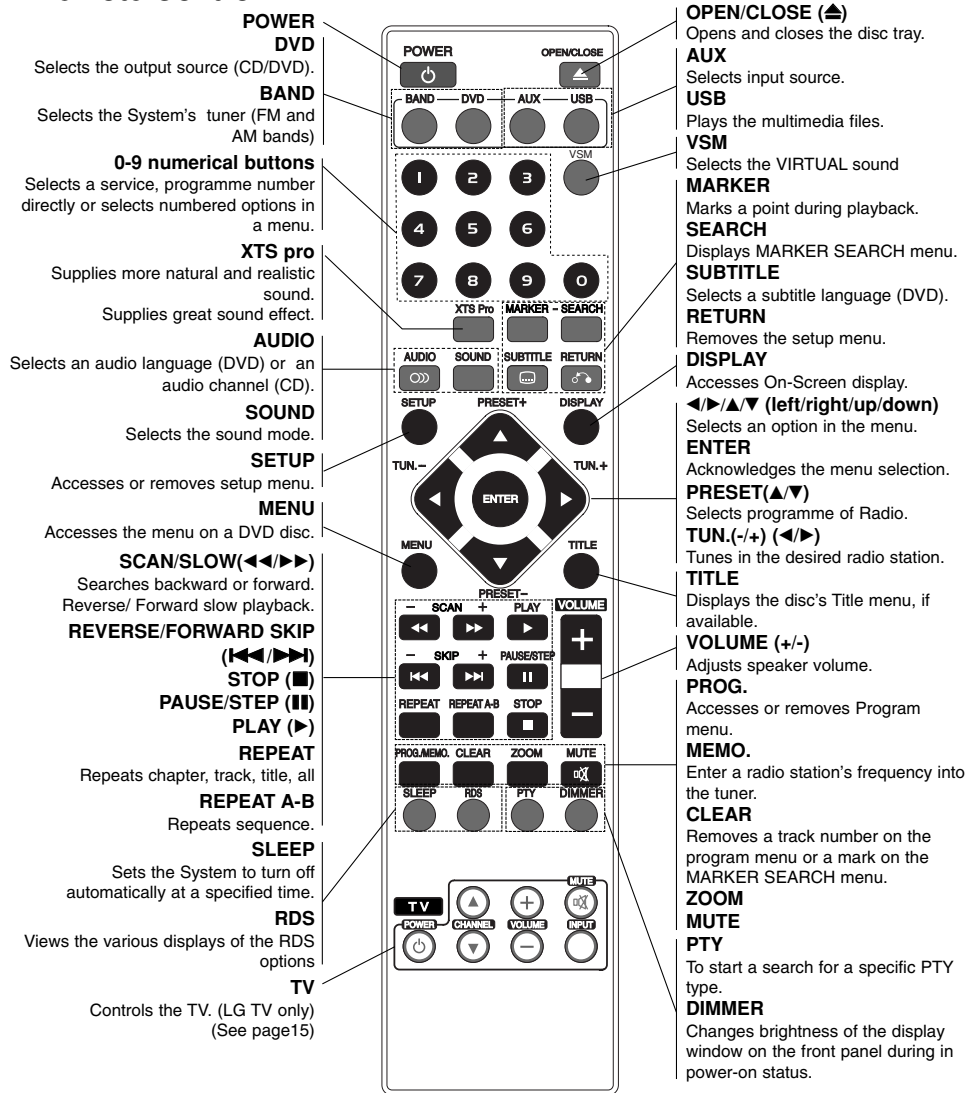 POWER
DVD
Selects the output source (CD/DVD).
BAND
Selects the System's tuner (FM and
AM bands)
0-9 numerical buttons
Selects a service, programme number
directly or selects numbered options in
a menu.
XTS pro
Supplies more natural and realistic
sound.
Supplies great sound effect.
AUDIO
Selects an audio language (DVD) or an
audio channel (CD).
SOUND
Selects the sound mode.
SETUP
Accesses or removes setup menu.
MENU
Accesses the menu on a DVD disc.
SCAN/SLOW(◀◀/▶▶)
Searches backward or forward.
Reverse/ Forward slow playback.
REVERSE/FORWARD SKIP
(⏮/⏭)
STOP (■)
PAUSE/STEP (❚❚)
PLAY (▶)
REPEAT
Repeats chapter, track, title, all
REPEAT A-B
Repeats sequence.
SLEEP
Sets the System to turn off
automatically at a specified time.
RDS
Views the various displays of the RDS
options
TV
Controls the TV. (LG TV only)
(See page15)
POWER OPEN/CLOSE
BAND DVD AUX USB
VSM
1 2 3
4 5 6
7 8 9 0
XTS Pro MARKER - SEARCH
AUDIO SOUND SUBTITLE RETURN
SETUP PRESET+ DISPLAY
TUN.- TUN.+
ENTER
MENU TITLE
PRESET-
- SCAN + PLAY VOLUME
+
- SKIP + PAUSE/STEP
REPEAT REPEAT A-B STOP
-
PROG./MEMO. CLEAR ZOOM MUTE
SLEEP RDS PTY DIMMER
MUTE
TV
POWER CHANNEL VOLUME INPUT
OPEN/CLOSE (⏏)
Opens and closes the disc tray.
AUX
Selects input source.
USB
Plays the multimedia files.
VSM
Selects the VIRTUAL sound
MARKER
Marks a point during playback.
SEARCH
Displays MARKER SEARCH menu.
SUBTITLE
Selects a subtitle language (DVD).
RETURN
Removes the setup menu.
DISPLAY
Accesses On-Screen display.
◀/▶/▲/▼ (left/right/up/down)
Selects an option in the menu.
ENTER
Acknowledges the menu selection.
PRESET(▲/▼)
Selects programme of Radio.
TUN.(-/+) (◀/▶)
Tunes in the desired radio station.
TITLE
Displays the disc's Title menu, if
available.
VOLUME (+/-)
Adjusts speaker volume.
PROG.
Accesses or removes Program
menu.
MEMO.
Enter a radio station's frequency into
the tuner.
CLEAR
Removes a track number on the
program menu or a mark on the
MARKER SEARCH menu.
ZOOM
MUTE
PTY
To start a search for a specific PTY
type.
DIMMER
Changes brightness of the display
window on the front panel during in
power-on status.